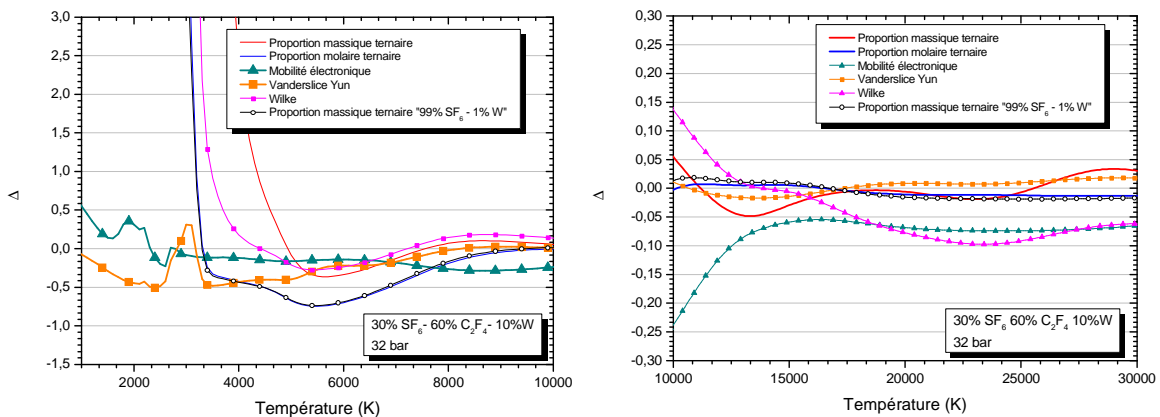 3,0
2,5
2,0
1,5
1,0
0,5
0,0
-0,5
-1,0
-1,5
Δ
Proportion massique ternaire
Proportion molaire ternaire
Mobilité électronique
Vanderslice Yun
Wilke
Proportion massique ternaire "99% SF6 - 1% W"
30% SF6- 60% C2F4- 10%W
32 bar
2000 4000 6000 8000 10000
Température (K)
0,30
0,25
0,20
0,15
0,10
0,05
0,00
-0,05
-0,10
-0,15
-0,20
-0,25
-0,30
Δ
Proportion massique ternaire
Proportion molaire ternaire
Mobilité électronique
Vanderslice Yun
Wilke
Proportion massique ternaire "99% SF6 - 1% W"
30% SF6 60% C2F4 10%W
32 bar
10000 15000 20000 25000 30000
Température (K)